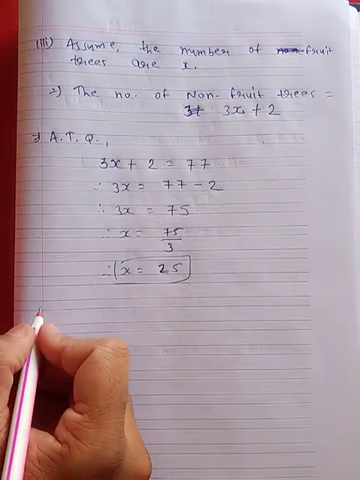 (iii) Assume, the number of fruit
trees are x.
⇒) The no. of Non-fruit trees =
3x + 2
⇒) A.T.Q.,
3x + 2 = 77
∴ 3x = 77 - 2
∴ 3x = 75
∴ x = 75/3
∴ x = 25